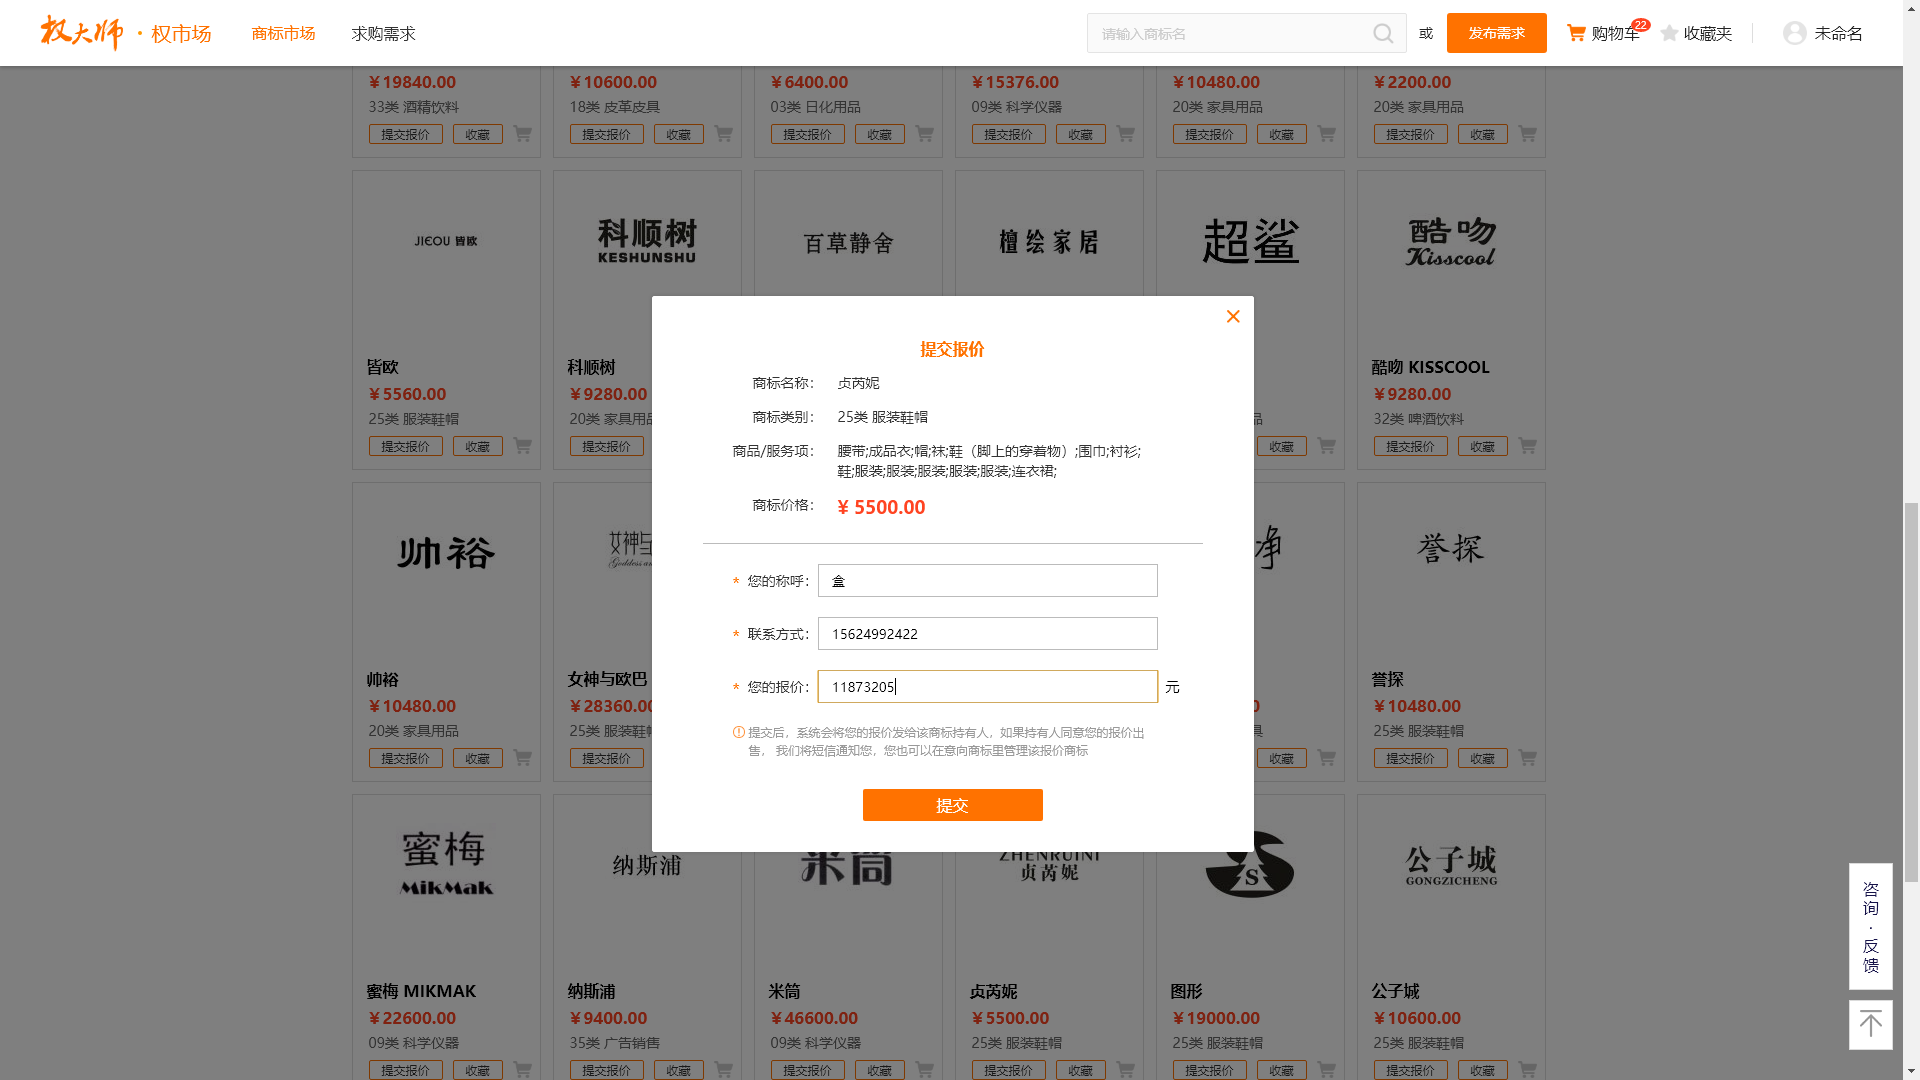 权大师 · 权市场 商标市场 求购需求 请输入商标名 或 发布需求 购物车 22 收藏夹 未命名
￥19840.00 ￥10600.00 ￥6400.00 ￥15376.00 ￥10480.00 ￥2200.00
33类 酒精饮料 18类 皮革皮具 03类 日化用品 09类 科学仪器 20类 家具用品 20类 家具用品
提交报价 收藏 提交报价 收藏 提交报价 收藏 提交报价 收藏 提交报价 收藏 提交报价 收藏
JIEOU 皆欧 科顺树 KESHUNSHU 百草静舍 檀绘家居 超鲨 酷吻 Kisscool
皆欧 科顺树 酷吻 KISSCOOL
￥5560.00 ￥9280.00 ￥9280.00
25类 服装鞋帽 20类 家具用品 32类 啤酒饮料
提交报价 收藏 提交报价 收藏 提交报价 收藏
提交报价
商标名称： 贞芮妮
商标类别： 25类 服装鞋帽
商品/服务项： 腰带;成品衣;帽;袜;鞋（脚上的穿着物）;围巾;衬衫;
鞋;服装;服装;服装;服装;服装;连衣裙;
商标价格： ¥ 5500.00
* 您的称呼： 盒
* 联系方式： 15624992422
* 您的报价： 11873205 元
提交后，系统会将您的报价发给该商标持有人，如果持有人同意您的报价出
售， 我们将短信通知您，您也可以在意向商标里管理该报价商标
提交
帅裕 女神与 Goddess 净 誉探
帅裕 女神与欧巴 誉探
￥10480.00 ￥28360.00 ￥10480.00
20类 家具用品 25类 服装鞋帽 25类 服装鞋帽
提交报价 收藏 提交报价 收藏 提交报价 收藏
蜜梅 MikMak 纳斯浦 米筒 ZHENRUINI 贞芮妮 S 公子城 GONGZICHENG
蜜梅 MIKMAK 纳斯浦 米筒 贞芮妮 图形 公子城
￥22600.00 ￥9400.00 ￥46600.00 ￥5500.00 ￥19000.00 ￥10600.00
09类 科学仪器 35类 广告销售 09类 科学仪器 25类 服装鞋帽 25类 服装鞋帽 25类 服装鞋帽
提交报价 收藏 提交报价 收藏 提交报价 收藏 提交报价 收藏 提交报价 收藏 提交报价 收藏
咨询·反馈